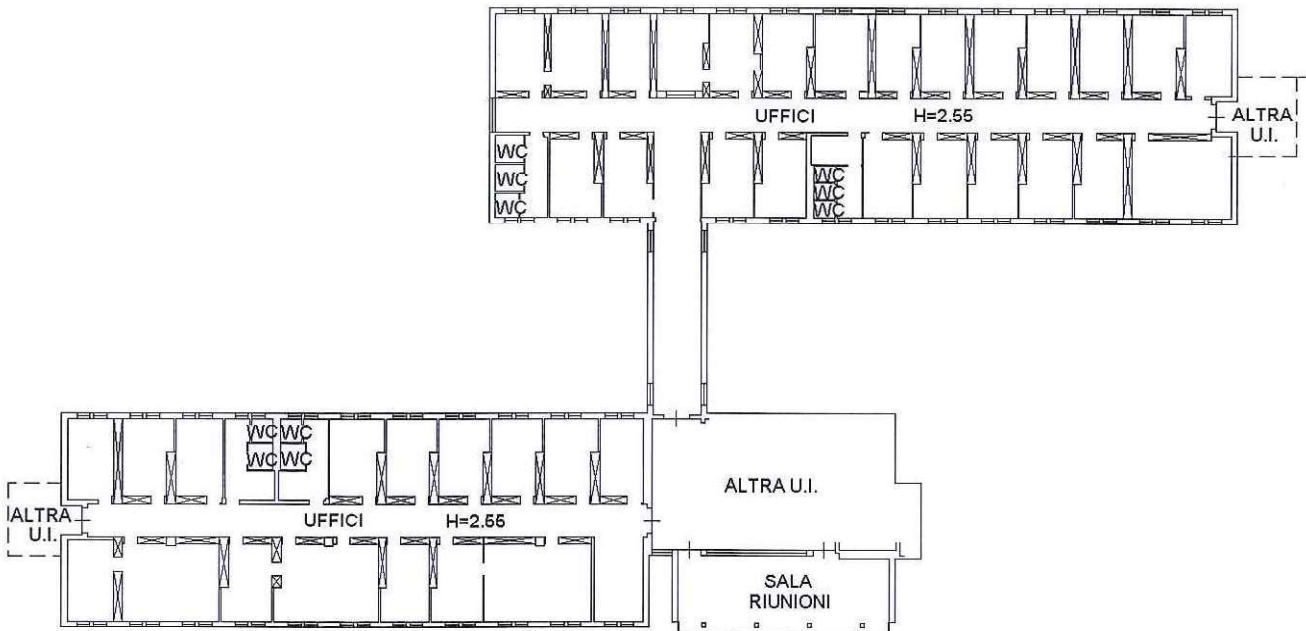 UFFICI H=2.55
ALTRA
U.I.
WC
WC
WC
WC
WC
WC
WC WC
WC WC
ALTRA
U.I.
UFFICI H=2.55
ALTRA U.I.
SALA
RIUNIONI